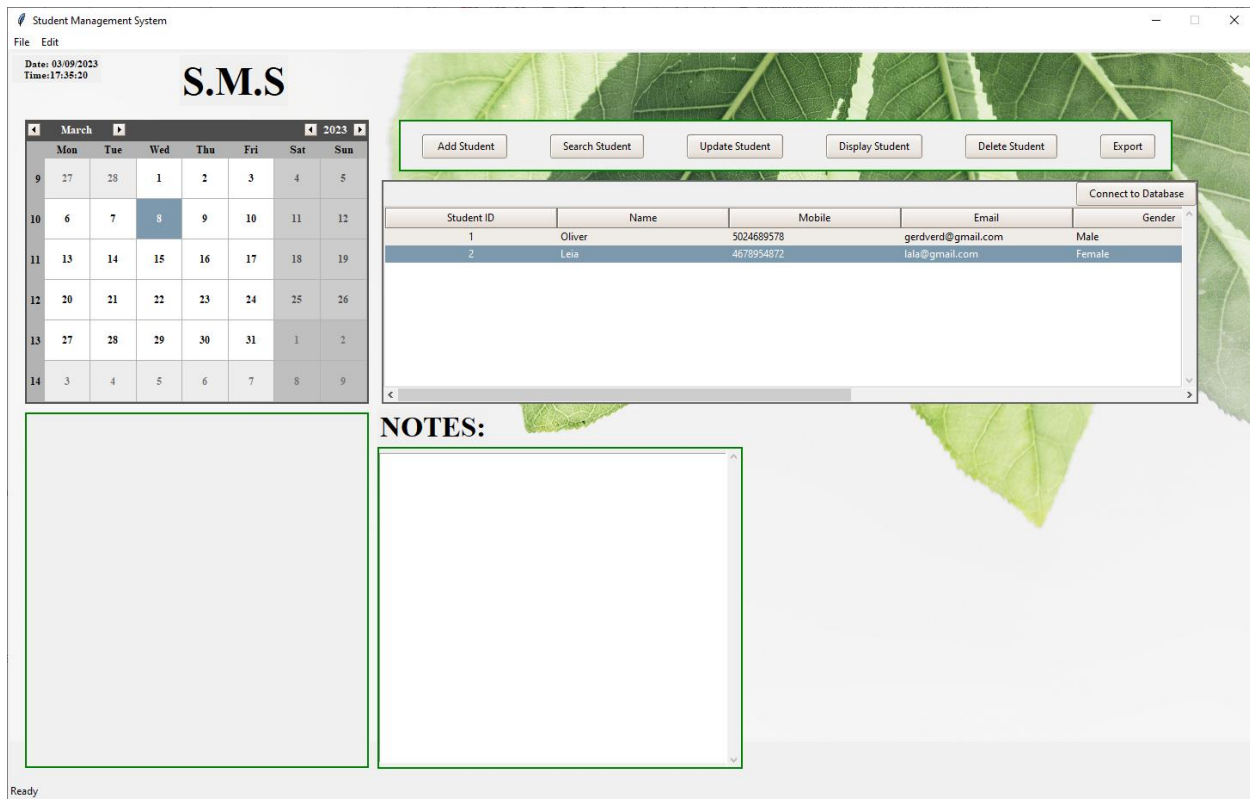 Student Management System
File Edit
Date: 03/09/2023
Time:17:35:20
S.M.S
March 2023
Mon Tue Wed Thu Fri Sat Sun
9 27 28 1 2 3 4 5
10 6 7 8 9 10 11 12
11 13 14 15 16 17 18 19
12 20 21 22 23 24 25 26
13 27 28 29 30 31 1 2
14 3 4 5 6 7 8 9
Add Student Search Student Update Student Display Student Delete Student Export
Connect to Database
Student ID Name Mobile Email Gender
1 Oliver 5024689578 gerdverd@gmail.com Male
2 Leia 4678954872 lala@gmail.com Female
NOTES:
Ready